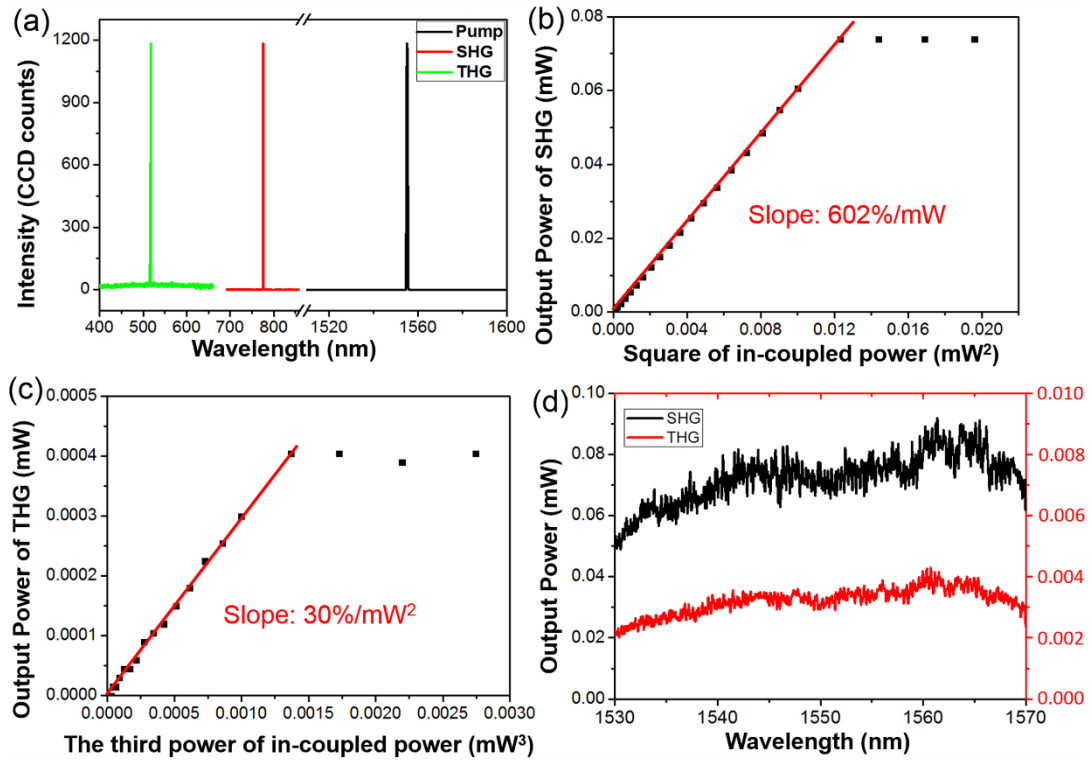 (a)
Intensity (CCD counts)
1200
900
600
300
0
Pump
SHG
THG
400 500 600 700 800 1520 1560 1600
Wavelength (nm)
(b)
Output Power of SHG (mW)
0.08
0.06
0.04
0.02
0.00
Slope: 602%/mW
0.000 0.004 0.008 0.012 0.016 0.020
Square of in-coupled power (mW²)
(c)
Output Power of THG (mW)
0.0005
0.0004
0.0003
0.0002
0.0001
0.0000
Slope: 30%/mW²
0.0000 0.0005 0.0010 0.0015 0.0020 0.0025 0.0030
The third power of in-coupled power (mW³)
(d)
Output Power (mW)
0.10
0.08
0.06
0.04
0.02
0.00
SHG
THG
0.010
0.008
0.006
0.004
0.002
0.000
1530 1540 1550 1560 1570
Wavelength (nm)